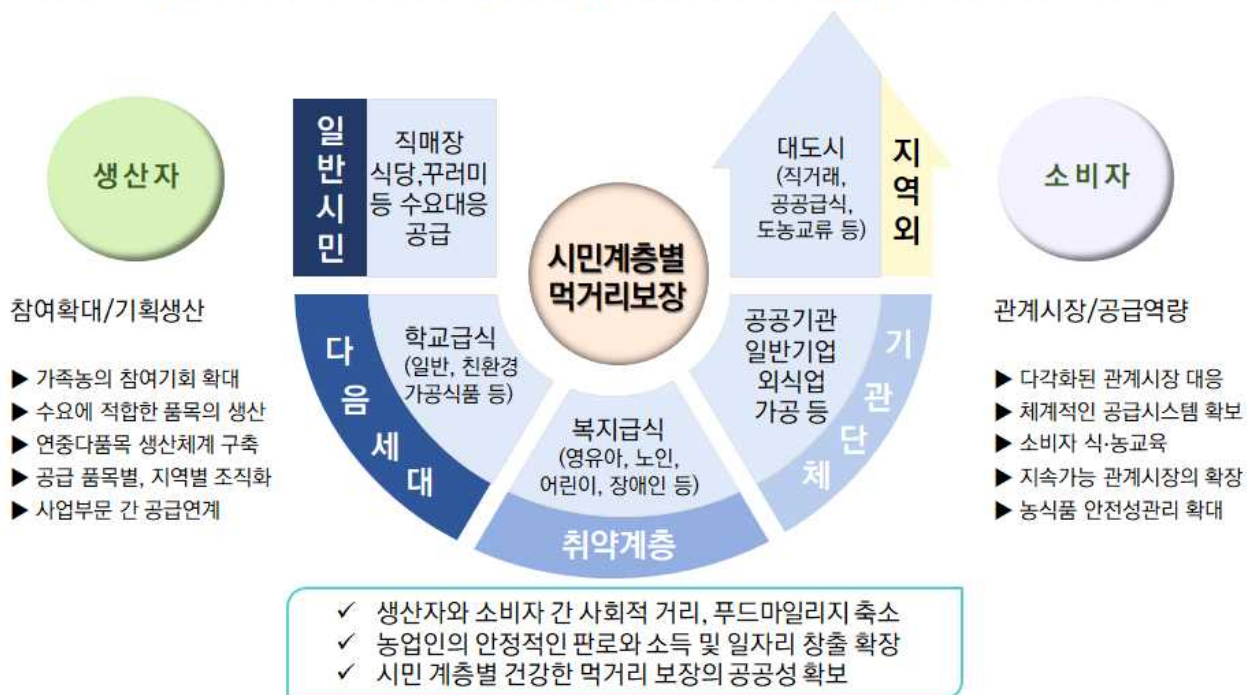 생산자
참여확대/기획생산
▶ 가족농의 참여기회 확대
▶ 수요에 적합한 품목의 생산
▶ 연중다품목 생산체계 구축
▶ 공급 품목별, 지역별 조직화
▶ 사업부문 간 공급연계
일반시민
직매장
식당,꾸러미
등 수요대응
공급
다음세대
학교급식
(일반, 친환경
가공식품 등)
시민계층별
먹거리보장
복지급식
(영유아, 노인,
어린이, 장애인 등)
취약계층
공공기관
일반기업
외식업
가공 등
기관단체
대도시
(직거래,
공공급식,
도농교류 등)
지역외
소비자
관계시장/공급역량
▶ 다각화된 관계시장 대응
▶ 체계적인 공급시스템 확보
▶ 소비자 식·농교육
▶ 지속가능 관계시장의 확장
▶ 농식품 안전성관리 확대
✓ 생산자와 소비자 간 사회적 거리, 푸드마일리지 축소
✓ 농업인의 안정적인 판로와 소득 및 일자리 창출 확장
✓ 시민 계층별 건강한 먹거리 보장의 공공성 확보